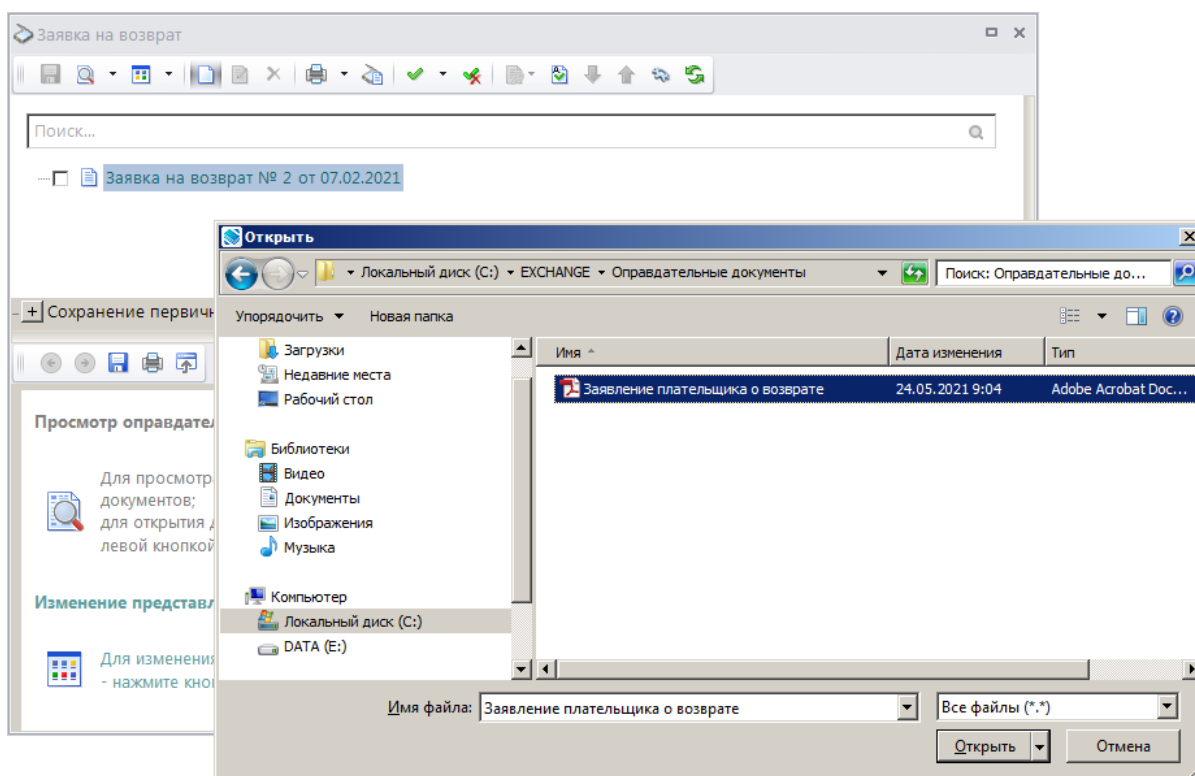 Заявка на возврат
Поиск...
Заявка на возврат № 2 от 07.02.2021
Открыть
Локальный диск (C:) EXCHANGE Оправдательные документы
Поиск: Оправдательные до...
+ Сохранение первичн
Упорядочить Новая папка
Загрузки
Недавние места
Рабочий стол
Библиотеки
Видео
Документы
Изображения
Музыка
Компьютер
Локальный диск (C:)
DATA (E:)
Имя Дата изменения Тип
Заявление плательщика о возврате 24.05.2021 9:04 Adobe Acrobat Doc...
Просмотр оправдател
Для просмотр
документов;
для открытия
левой кнопкой
Изменение представл
Для изменения
- нажмите кноп
Имя файла: Заявление плательщика о возврате Все файлы (*.*)
Открыть Отмена